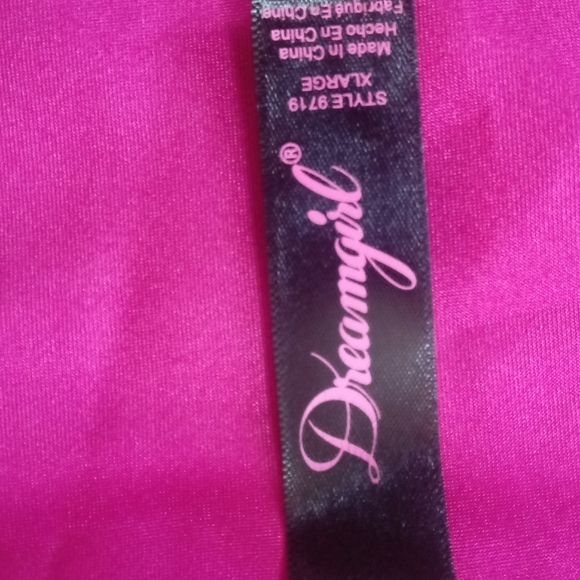 Dreamgirl®
STYLE 9719
XLARGE
Made In China
Hecho En China
Fabriqué En Chine